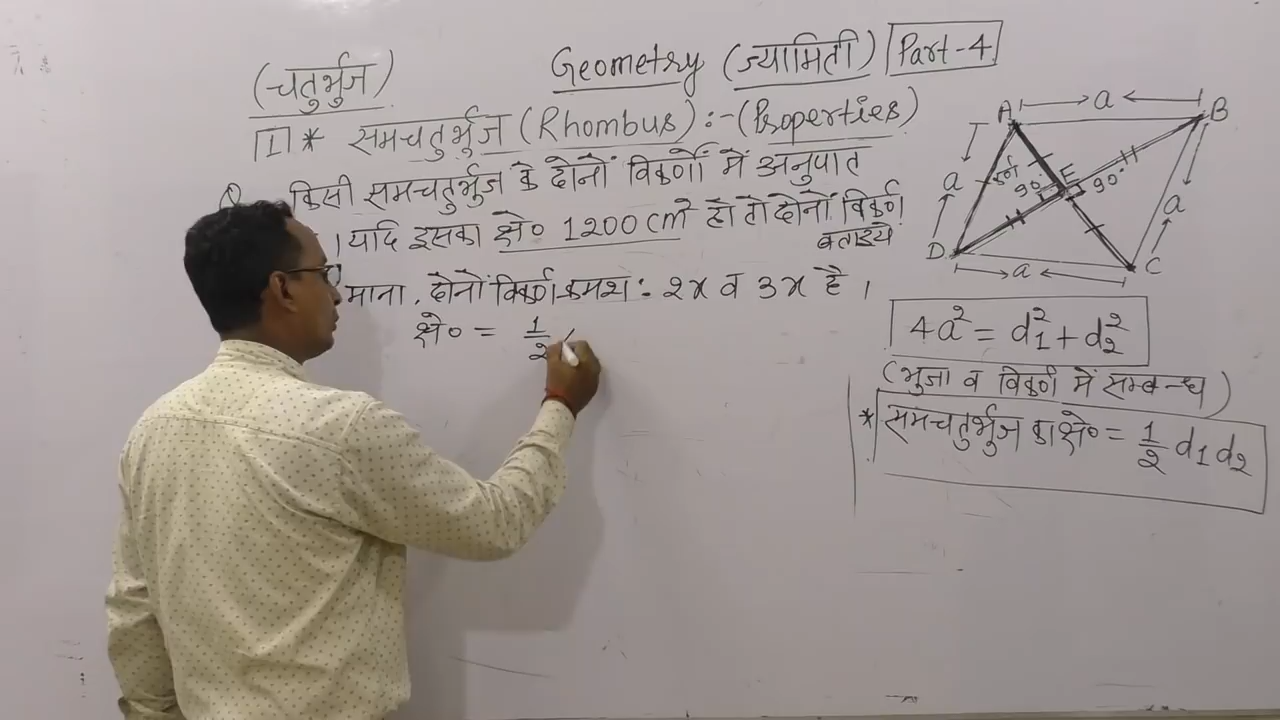 (चतुर्भुज)
Geometry (ज्यामिती) Part-4
1 * समचतुर्भुज (Rhombus) :- (Properties)
Q किसी समचतुर्भुज के दोनों विकर्णों में अनुपात
। यदि इसका क्षे० 1200 cm² हो तो दोनों विकर्ण
बताइये
माना, दोनों विकर्ण क्रमशः 2x व 3x है ।
क्षे० = 1/2
A a B
a 90° E 90° a
D a C
4a² = d₁² + d₂²
(भुजा व विकर्ण में सम्बन्ध)
* समचतुर्भुज का क्षे० = 1/2 d₁ d₂